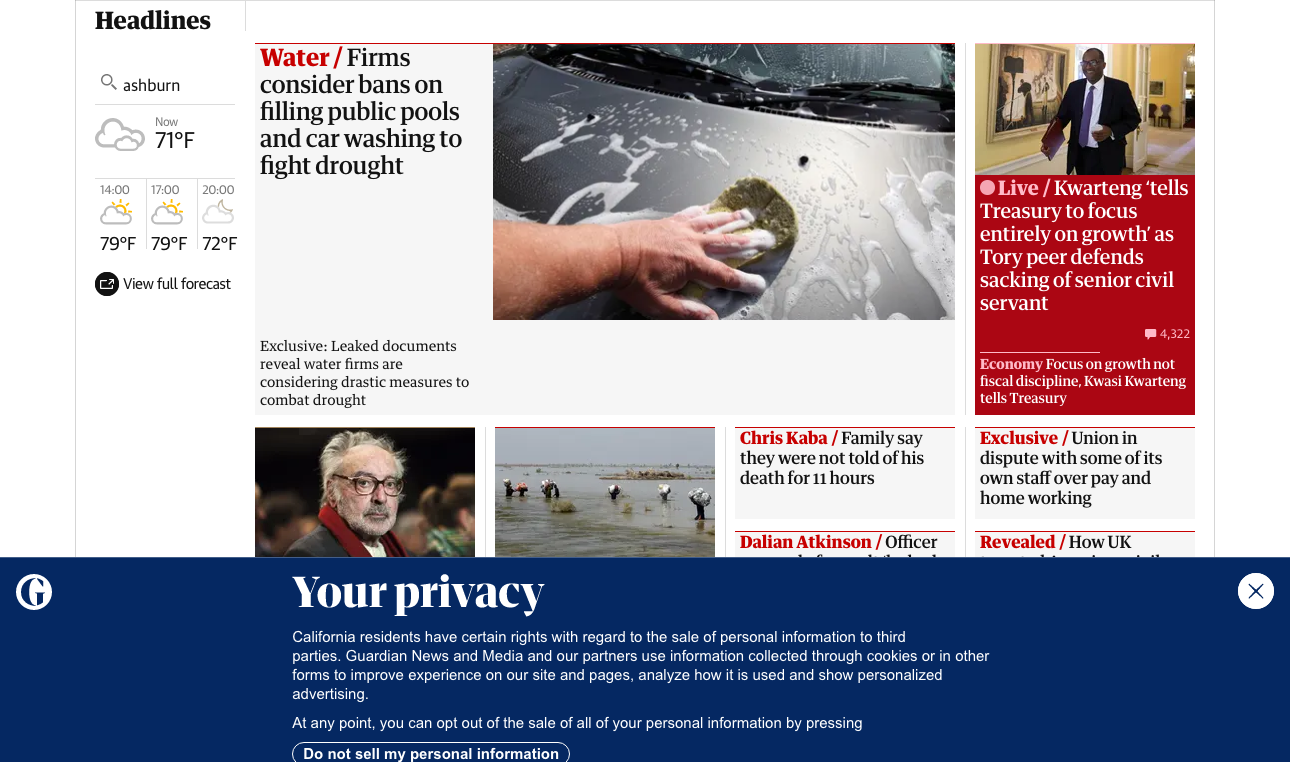 Headlines
ashburn
Now
71°F
14:00
17:00
20:00
79°F
79°F
72°F
View full forecast
Water / Firms
consider bans on
filling public pools
and car washing to
fight drought
Exclusive: Leaked documents
reveal water firms are
considering drastic measures to
combat drought
Live / Kwarteng ‘tells
Treasury to focus
entirely on growth’ as
Tory peer defends
sacking of senior civil
servant
4,322
Economy Focus on growth not
fiscal discipline, Kwasi Kwarteng
tells Treasury
Chris Kaba / Family say
they were not told of his
death for 11 hours
Exclusive / Union in
dispute with some of its
own staff over pay and
home working
Dalian Atkinson / Officer
Revealed / How UK
Your privacy
California residents have certain rights with regard to the sale of personal information to third
parties. Guardian News and Media and our partners use information collected through cookies or in other
forms to improve experience on our site and pages, analyze how it is used and show personalized
advertising.
At any point, you can opt out of the sale of all of your personal information by pressing
Do not sell my personal information